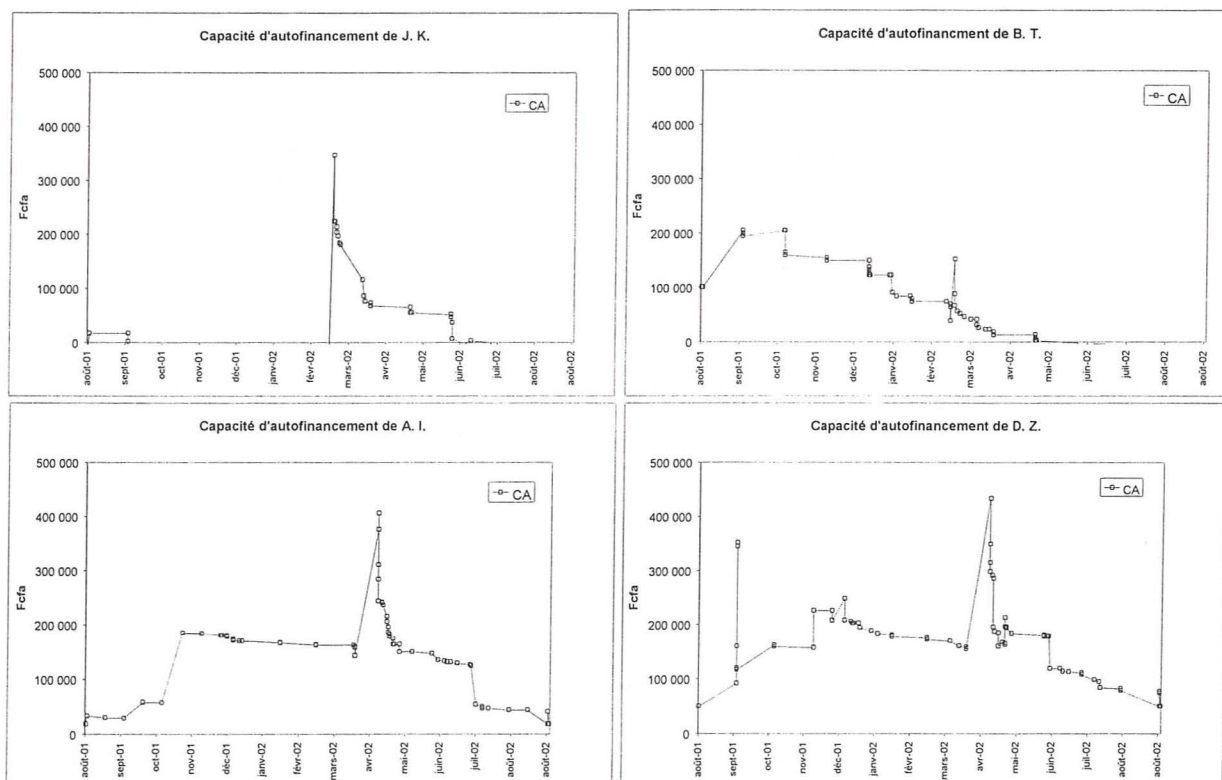 Capacité d'autofinancement de J. K.
500 000
400 000
300 000
200 000
100 000
0
Fcfa
CA
août-01
sept-01
oct-01
nov-01
déc-01
janv-02
févr-02
mars-02
avr-02
mai-02
juin-02
juil-02
août-02
août-02
Capacité d'autofinancment de B. T.
500 000
400 000
300 000
200 000
100 000
0
CA
août-01
sept-01
oct-01
nov-01
déc-01
janv-02
févr-02
mars-02
avr-02
mai-02
juin-02
juil-02
août-02
août-02
Capacité d'autofinancement de A. I.
500 000
400 000
300 000
200 000
100 000
0
Fcfa
CA
août-01
sept-01
oct-01
nov-01
déc-01
janv-02
févr-02
mars-02
avr-02
mai-02
juin-02
juil-02
août-02
août-02
Capacité d'autofinancement de D. Z.
500 000
400 000
300 000
200 000
100 000
0
Fcfa
CA
août-01
sept-01
oct-01
nov-01
déc-01
janv-02
févr-02
mars-02
avr-02
mai-02
juin-02
juil-02
août-02
août-02